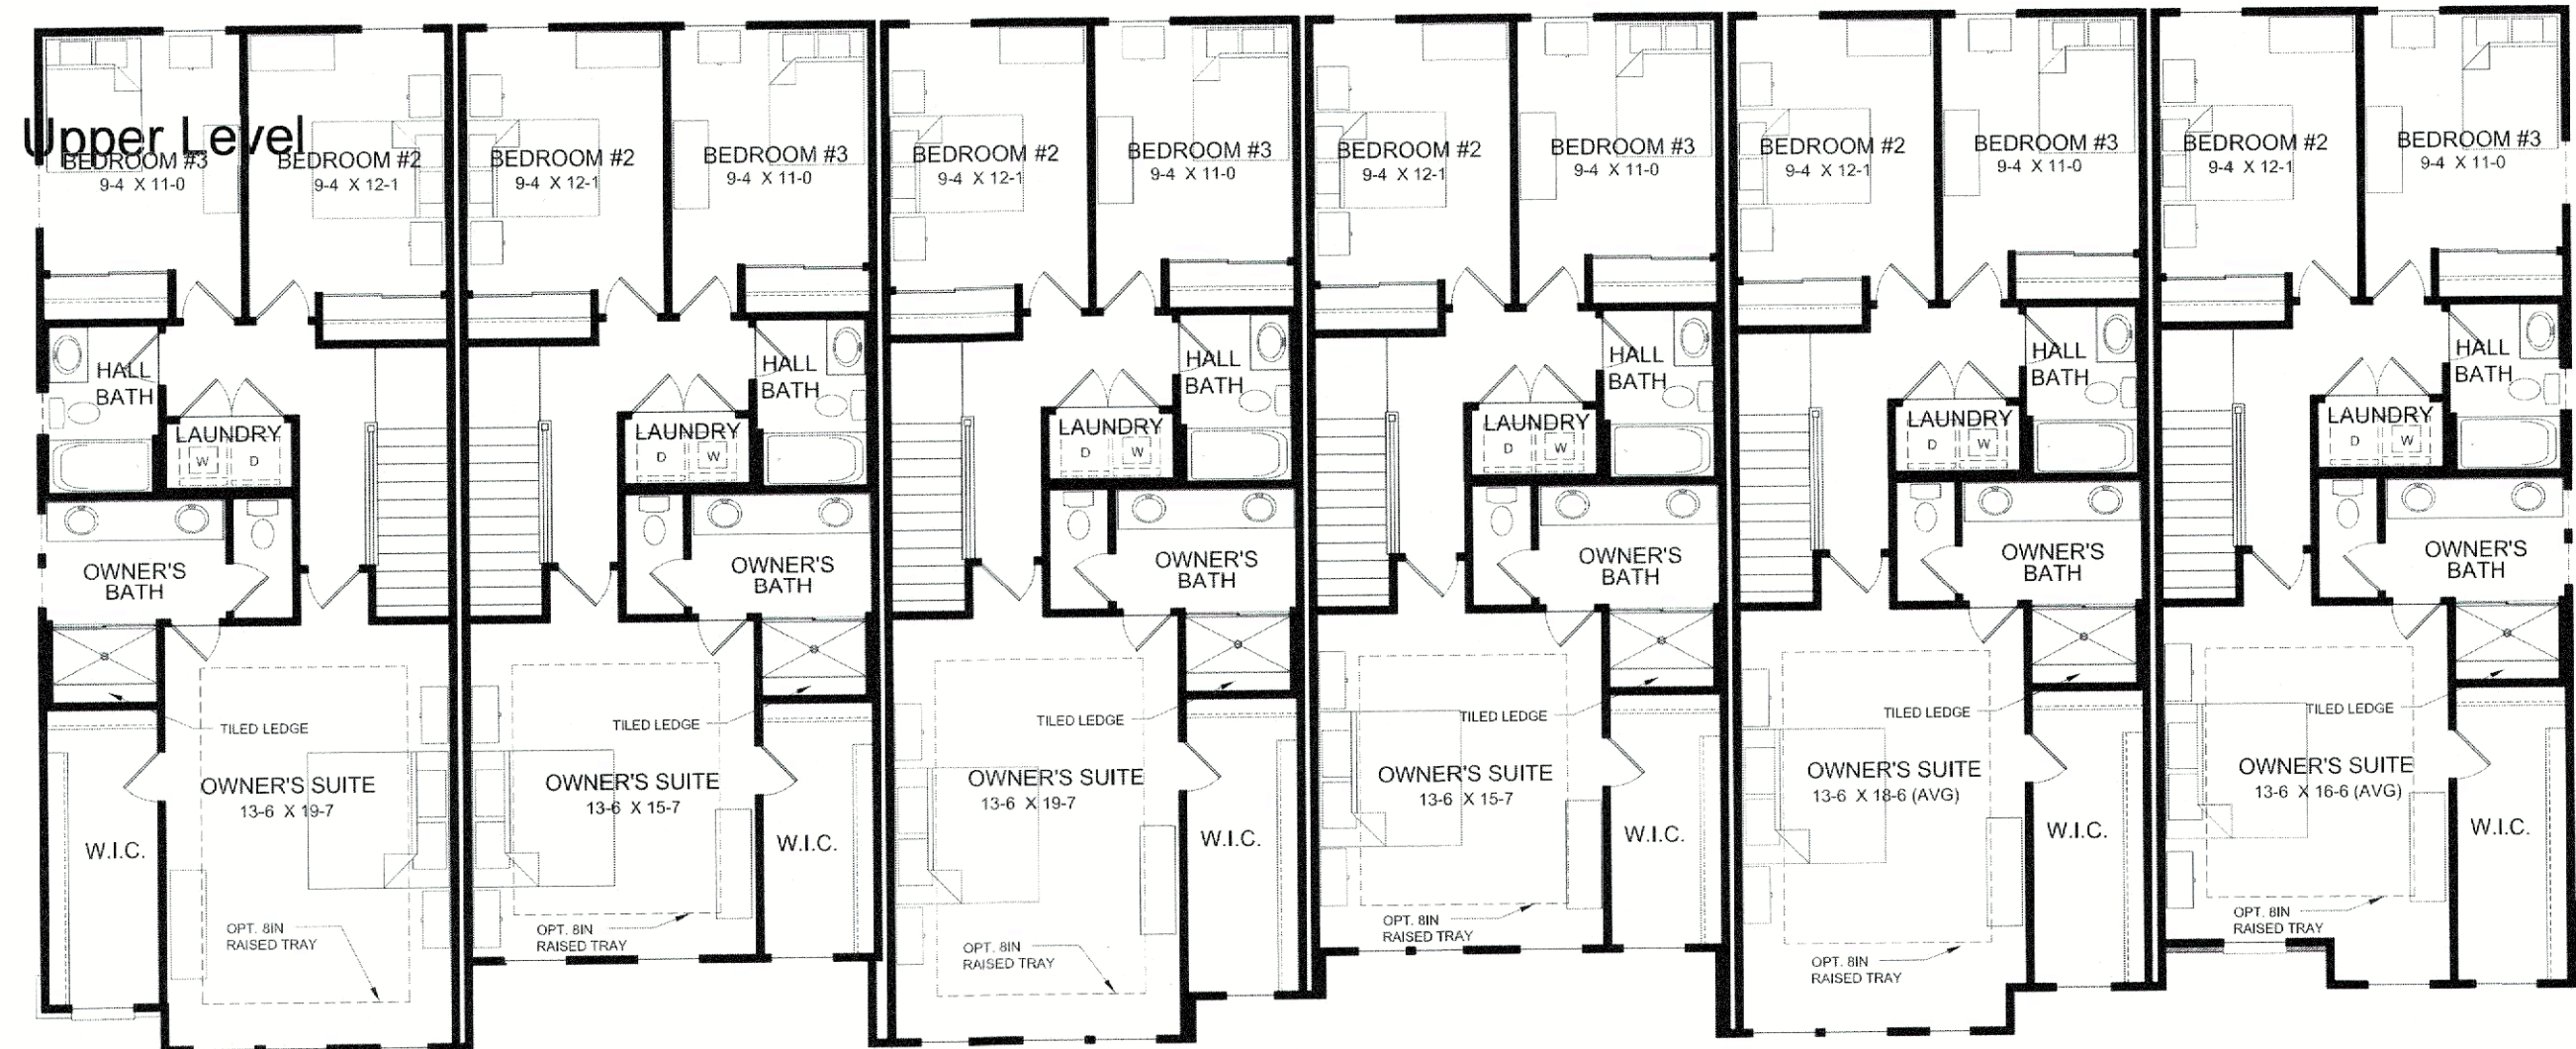 Upper Level
BEDROOM #3
9-4 X 11-0
BEDROOM #2
9-4 X 12-1
HALL
BATH
LAUNDRY
W D
OWNER'S
BATH
TILED LEDGE
OWNER'S SUITE
13-6 X 19-7
W.I.C.
OPT. 8IN
RAISED TRAY
BEDROOM #2
9-4 X 12-1
BEDROOM #3
9-4 X 11-0
HALL
BATH
LAUNDRY
D W
OWNER'S
BATH
TILED LEDGE
OWNER'S SUITE
13-6 X 15-7
W.I.C.
OPT. 8IN
RAISED TRAY
BEDROOM #2
9-4 X 12-1
BEDROOM #3
9-4 X 11-0
HALL
BATH
LAUNDRY
D W
OWNER'S
BATH
TILED LEDGE
OWNER'S SUITE
13-6 X 19-7
W.I.C.
OPT. 8IN
RAISED TRAY
BEDROOM #2
9-4 X 12-1
BEDROOM #3
9-4 X 11-0
HALL
BATH
LAUNDRY
D W
OWNER'S
BATH
TILED LEDGE
OWNER'S SUITE
13-6 X 15-7
W.I.C.
OPT. 8IN
RAISED TRAY
BEDROOM #2
9-4 X 12-1
BEDROOM #3
9-4 X 11-0
HALL
BATH
LAUNDRY
D W
OWNER'S
BATH
TILED LEDGE
OWNER'S SUITE
13-6 X 18-6 (AVG)
W.I.C.
OPT. 8IN
RAISED TRAY
BEDROOM #2
9-4 X 12-1
BEDROOM #3
9-4 X 11-0
HALL
BATH
LAUNDRY
D W
OWNER'S
BATH
TILED LEDGE
OWNER'S SUITE
13-6 X 16-6 (AVG)
W.I.C.
OPT. 8IN
RAISED TRAY